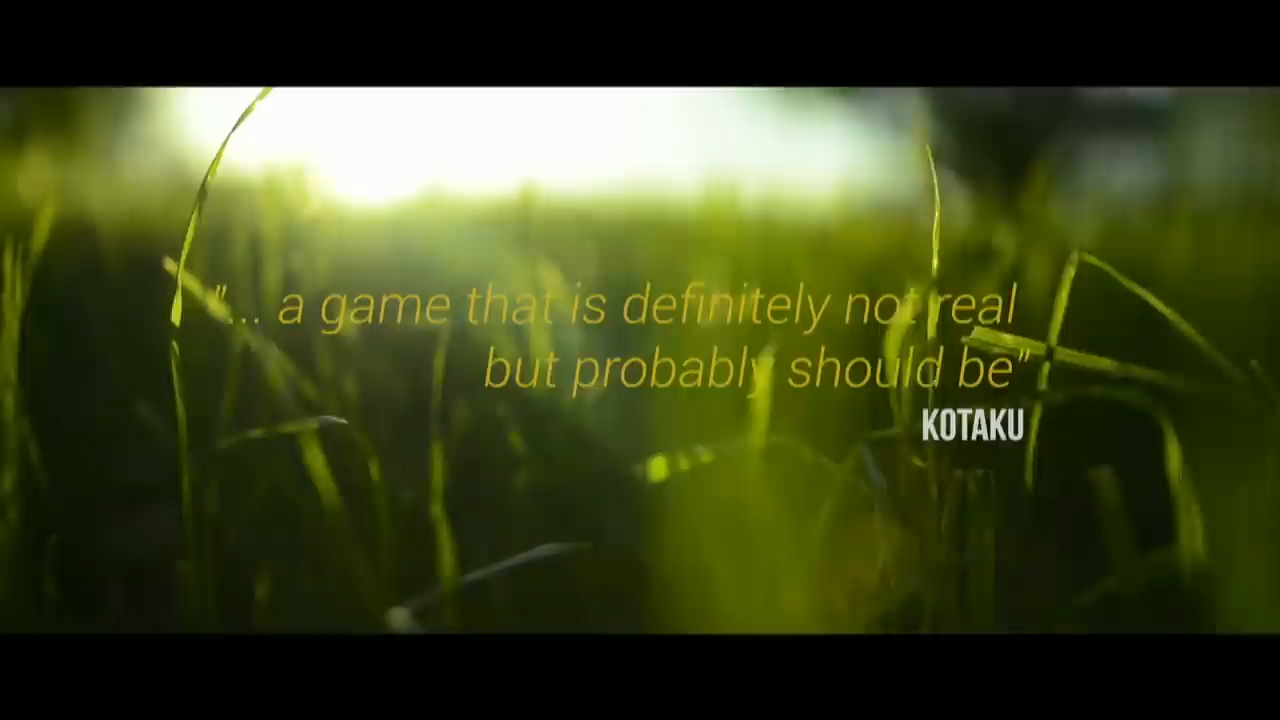 "... a game that is definitely not real
but probably should be"
KOTAKU